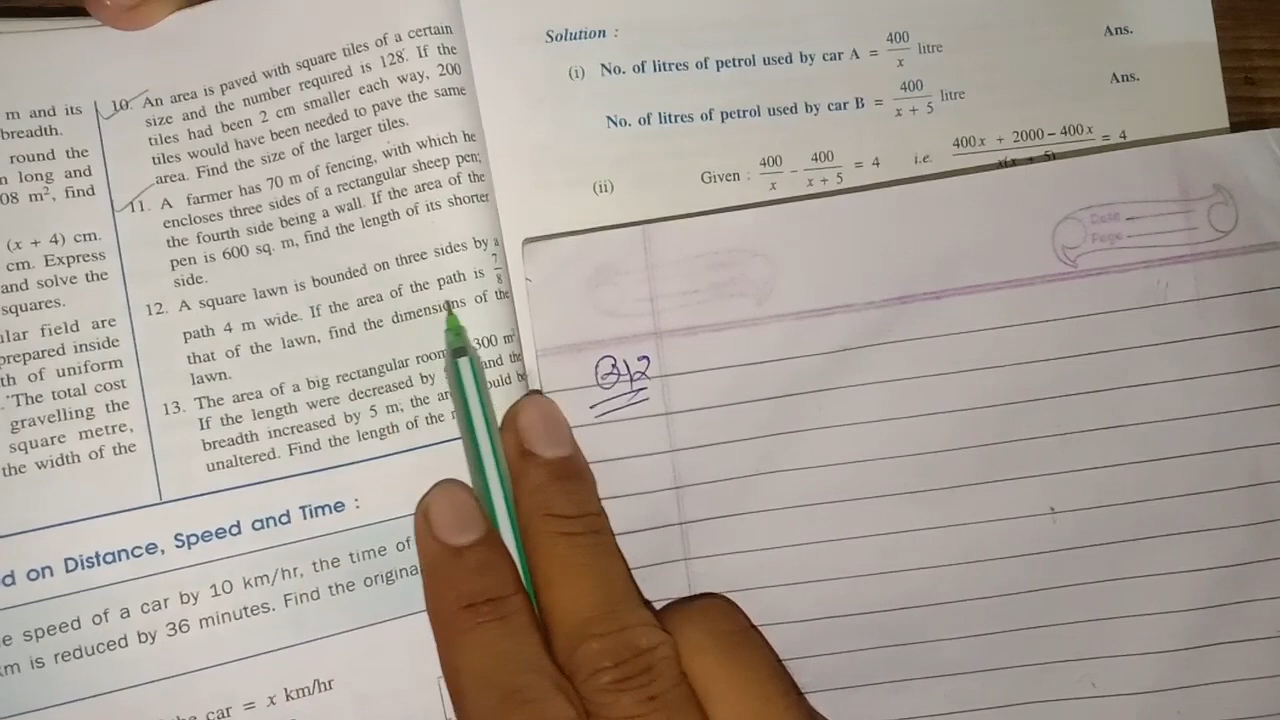 m and its
breadth.
round the
n long and
08 m², find
(x + 4) cm.
cm. Express
and solve the
squares.
ular field are
prepared inside
th of uniform
The total cost
gravelling the
square metre,
the width of the
10. An area is paved with square tiles of a certain
size and the number required is 128. If the
tiles had been 2 cm smaller each way, 200
tiles would have been needed to pave the same
area. Find the size of the larger tiles.
11. A farmer has 70 m of fencing, with which he
encloses three sides of a rectangular sheep pen;
the fourth side being a wall. If the area of the
pen is 600 sq. m, find the length of its shorter
side.
12. A square lawn is bounded on three sides by a
path 4 m wide. If the area of the path is 7/8
that of the lawn, find the dimensions of the
lawn.
13. The area of a big rectangular room 300 m²
If the length were decreased by and the
breadth increased by 5 m; the ar ould be
unaltered. Find the length of the r
d on Distance, Speed and Time :
e speed of a car by 10 km/hr, the time of
km is reduced by 36 minutes. Find the origina
car = x km/hr
Solution :
(i) No. of litres of petrol used by car A = 400/x litre Ans.
No. of litres of petrol used by car B = 400/(x + 5) litre Ans.
(ii) Given : 400/x - 400/(x + 5) = 4 i.e. (400x + 2000 - 400x)/(x(x + 5)) = 4
Date
Page
Q12